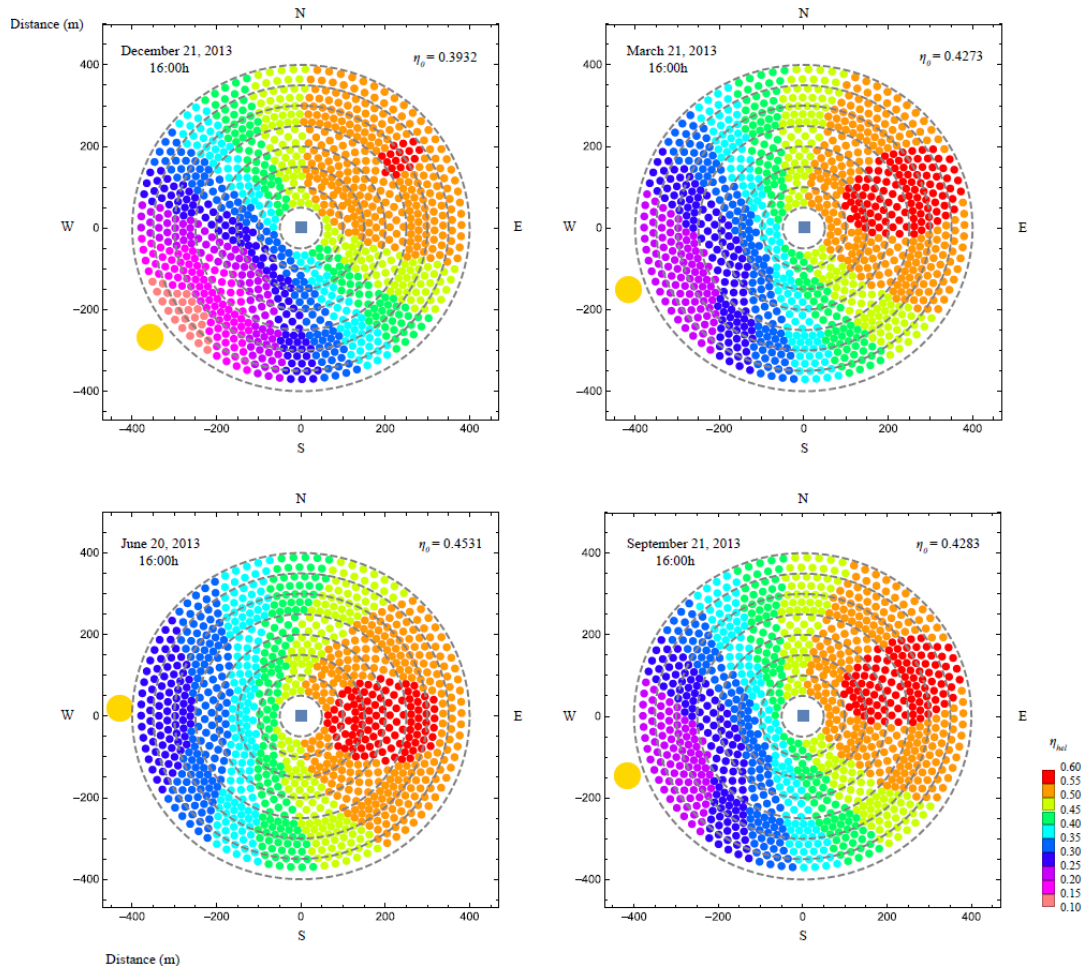 Distance (m)
N
December 21, 2013
16:00h
η₀ = 0.3932
400
200
0
−200
−400
W
E
−400 −200 0 200 400
S
N
March 21, 2013
16:00h
η₀ = 0.4273
400
200
0
−200
−400
W
E
−400 −200 0 200 400
S
N
June 20, 2013
16:00h
η₀ = 0.4531
400
200
0
−200
−400
W
E
−400 −200 0 200 400
S
Distance (m)
N
September 21, 2013
16:00h
η₀ = 0.4283
400
200
0
−200
−400
W
E
−400 −200 0 200 400
S
ηhel
0.60
0.55
0.50
0.45
0.40
0.35
0.30
0.25
0.20
0.15
0.10